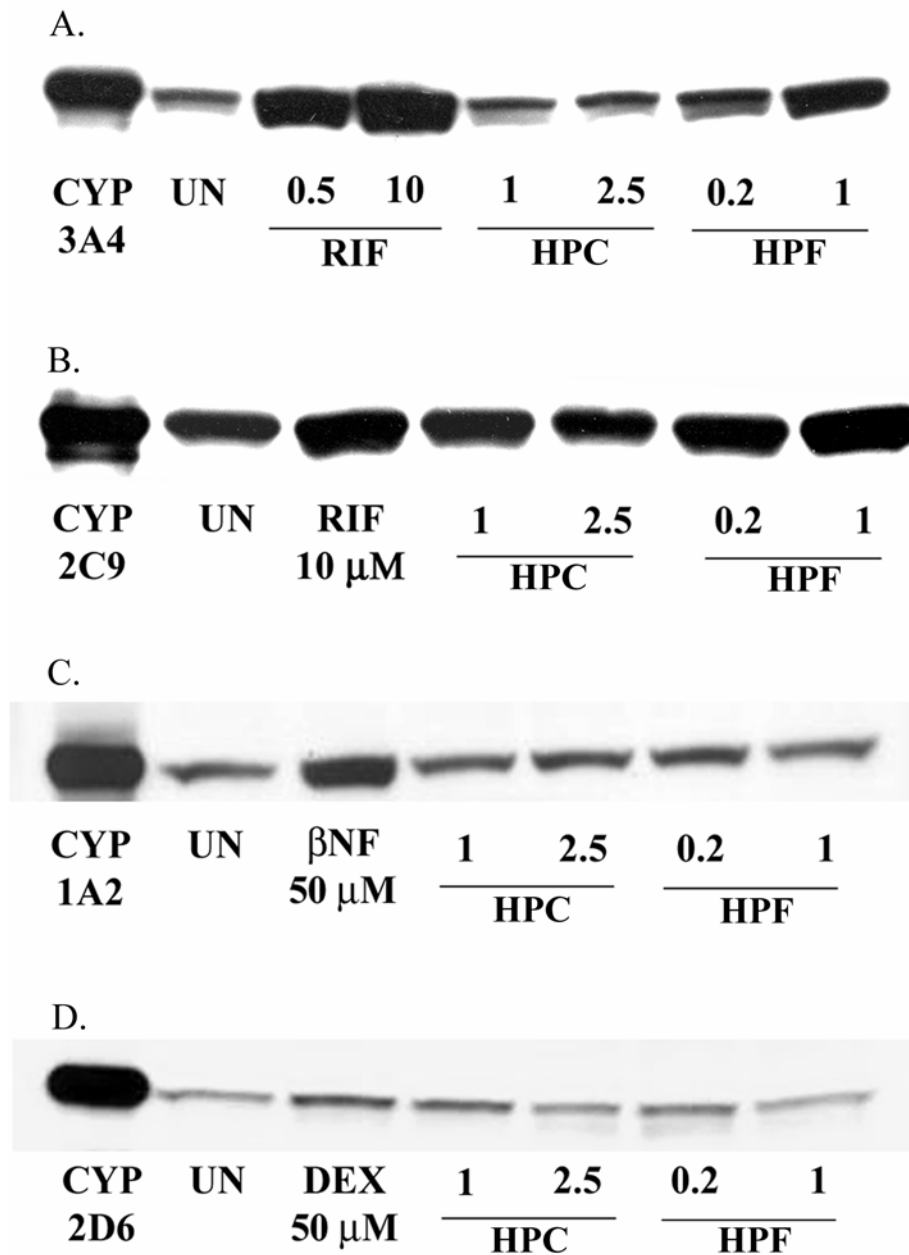 A.
CYP UN 0.5 10 1 2.5 0.2 1
3A4 RIF HPC HPF
B.
CYP UN RIF 1 2.5 0.2 1
2C9 10 μM HPC HPF
C.
CYP UN βNF 1 2.5 0.2 1
1A2 50 μM HPC HPF
D.
CYP UN DEX 1 2.5 0.2 1
2D6 50 μM HPC HPF